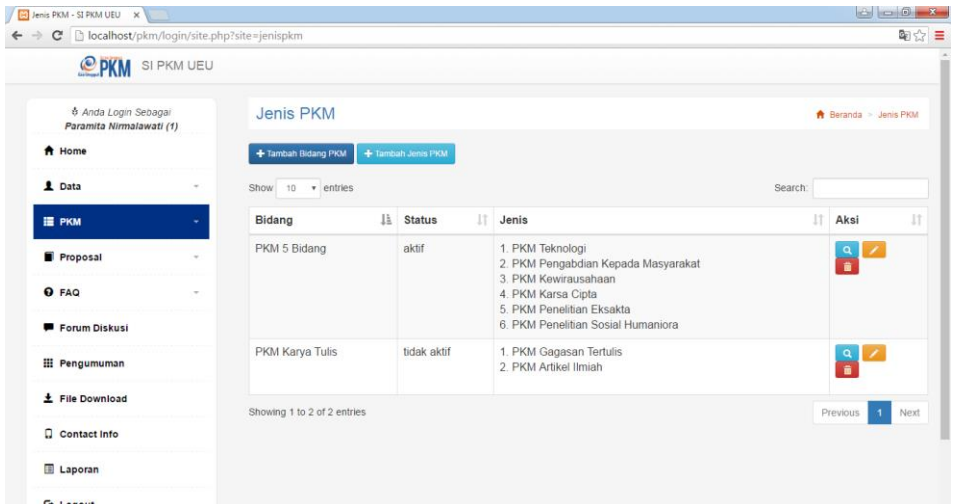 Jenis PKM - SI PKM UEU
localhost/pkm/login/site.php?site=jenispkm
PKM SI PKM UEU
Anda Login Sebagai
Paramita Nirmalawati (1)
Home
Data
PKM
Proposal
FAQ
Forum Diskusi
Pengumuman
File Download
Contact Info
Laporan
Logout
Jenis PKM
Beranda > Jenis PKM
+ Tambah Bidang PKM + Tambah Jenis PKM
Show 10 entries Search:
Bidang Status Jenis Aksi
PKM 5 Bidang aktif 1. PKM Teknologi
2. PKM Pengabdian Kepada Masyarakat
3. PKM Kewirausahaan
4. PKM Karsa Cipta
5. PKM Penelitian Eksakta
6. PKM Penelitian Sosial Humaniora
PKM Karya Tulis tidak aktif 1. PKM Gagasan Tertulis
2. PKM Artikel Ilmiah
Showing 1 to 2 of 2 entries Previous 1 Next